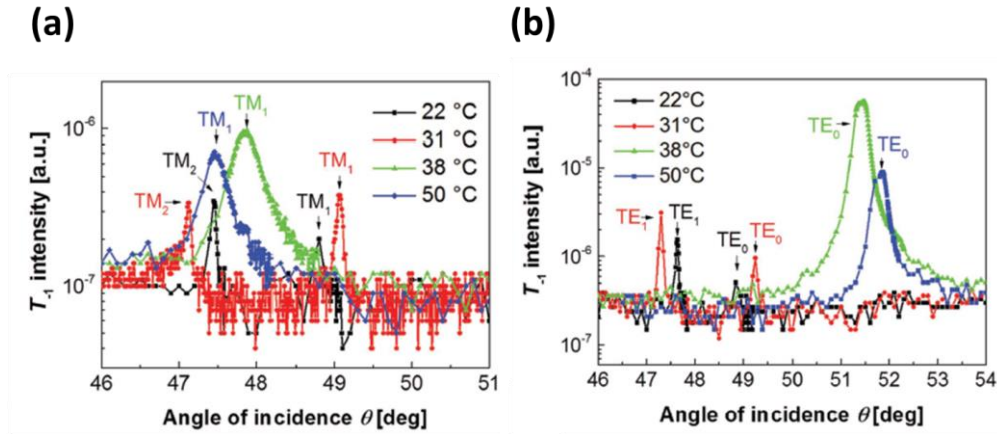 (a)
(b)
10⁻⁶
10⁻⁷
T₋₁ intensity [a.u.]
TM₁
TM₁
TM₂
TM₂
TM₁
TM₁
22 °C
31 °C
38 °C
50 °C
46 47 48 49 50 51
Angle of incidence θ [deg]
10⁻⁴
10⁻⁵
10⁻⁶
10⁻⁷
T₋₁ intensity [a.u.]
22°C
31°C
38°C
50°C
TE₀
TE₀
TE₁
TE₁
TE₀
TE₀
46 47 48 49 50 51 52 53 54
Angle of incidence θ [deg]